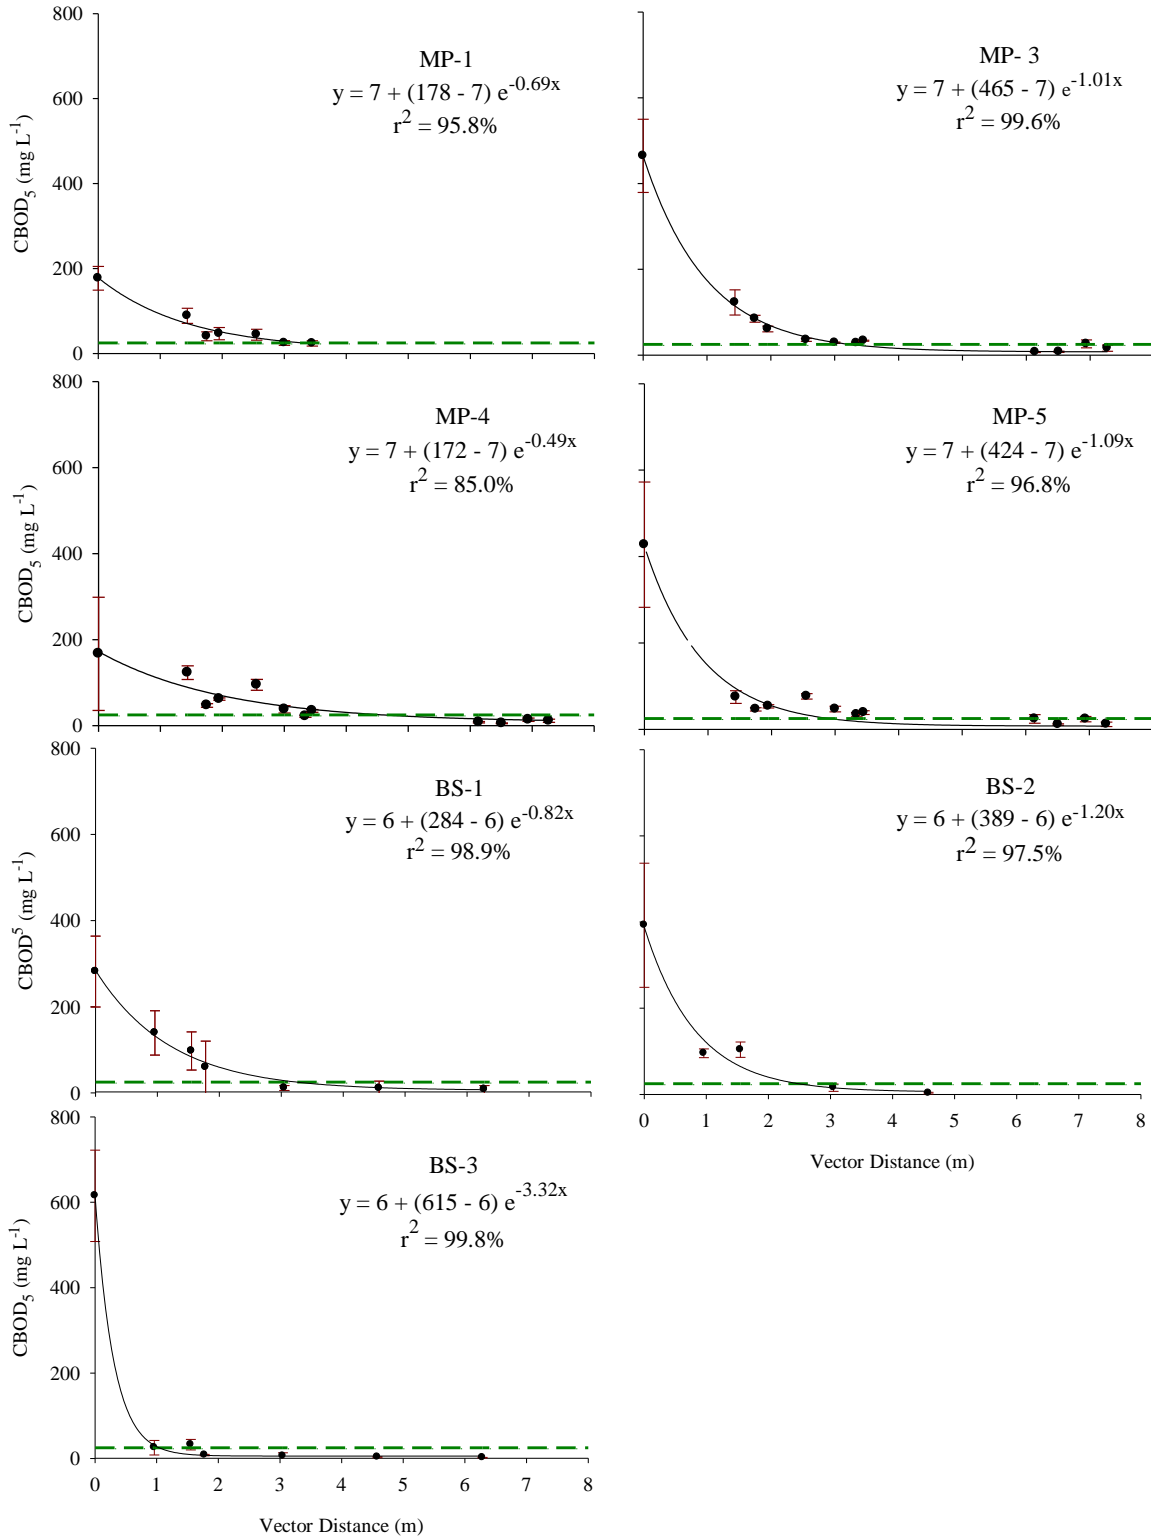 800
600
400
200
0
CBOD5 (mg L-1)
MP-1
y = 7 + (178 - 7) e-0.69x
r2 = 95.8%
MP- 3
y = 7 + (465 - 7) e-1.01x
r2 = 99.6%
800
600
400
200
0
CBOD5 (mg L-1)
MP-4
y = 7 + (172 - 7) e-0.49x
r2 = 85.0%
MP-5
y = 7 + (424 - 7) e-1.09x
r2 = 96.8%
800
600
400
200
0
CBOD5 (mg L-1)
BS-1
y = 6 + (284 - 6) e-0.82x
r2 = 98.9%
BS-2
y = 6 + (389 - 6) e-1.20x
r2 = 97.5%
0 1 2 3 4 5 6 7 8
Vector Distance (m)
800
600
400
200
0
CBOD5 (mg L-1)
BS-3
y = 6 + (615 - 6) e-3.32x
r2 = 99.8%
0 1 2 3 4 5 6 7 8
Vector Distance (m)